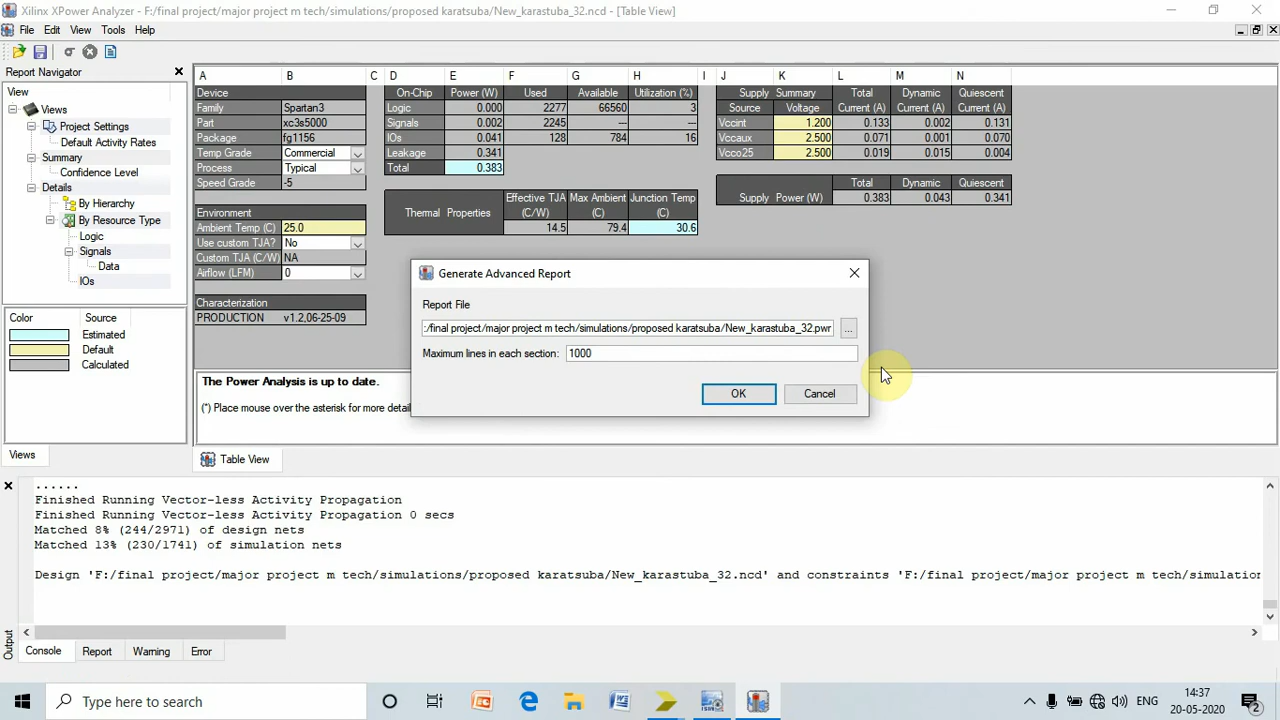 Xilinx XPower Analyzer - F:/final project/major project m tech/simulations/proposed karatsuba/New_karastuba_32.ncd - [Table View]
File Edit View Tools Help
Report Navigator
View
Views
Project Settings
Default Activity Rates
Summary
Confidence Level
Details
By Hierarchy
By Resource Type
Logic
Signals
Data
IOs
Color Source
Estimated
Default
Calculated
Views
A B C D E F G H I J K L M N
Device
Family Spartan3
Part xc3s5000
Package fg1156
Temp Grade Commercial
Process Typical
Speed Grade -5
Environment
Ambient Temp (C) 25.0
Use custom TJA? No
Custom TJA (C/W) NA
Airflow (LFM) 0
Characterization
PRODUCTION v1.2,06-25-09
On-Chip Power (W) Used Available Utilization (%)
Logic 0.000 2277 66560 3
Signals 0.002 2245 --- ---
IOs 0.041 128 784 16
Leakage 0.341
Total 0.383
Effective TJA Max Ambient Junction Temp
Thermal Properties (C/W) (C) (C)
14.5 79.4 30.6
Supply Summary Total Dynamic Quiescent
Source Voltage Current (A) Current (A) Current (A)
Vccint 1.200 0.133 0.002 0.131
Vccaux 2.500 0.071 0.001 0.070
Vcco25 2.500 0.019 0.015 0.004
Total Dynamic Quiescent
Supply Power (W) 0.383 0.043 0.341
Generate Advanced Report
Report File
:/final project/major project m tech/simulations/proposed karatsuba/New_karastuba_32.pwr ...
Maximum lines in each section: 1000
OK Cancel
The Power Analysis is up to date.
(*) Place mouse over the asterisk for more detai
Table View
......
Finished Running Vector-less Activity Propagation
Finished Running Vector-less Activity Propagation 0 secs
Matched 8% (244/2971) of design nets
Matched 13% (230/1741) of simulation nets
Design 'F:/final project/major project m tech/simulations/proposed karatsuba/New_karastuba_32.ncd' and constraints 'F:/final project/major project m tech/simulation
Output
Console Report Warning Error
Type here to search
ENG
14:37
20-05-2020
2